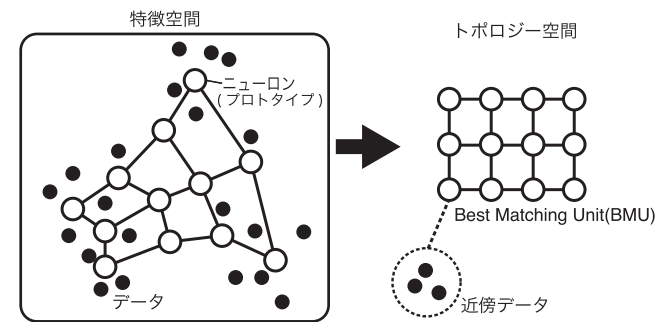 特徴空間
トポロジー空間
ニューロン
(プロトタイプ)
Best Matching Unit(BMU)
データ
近傍データ